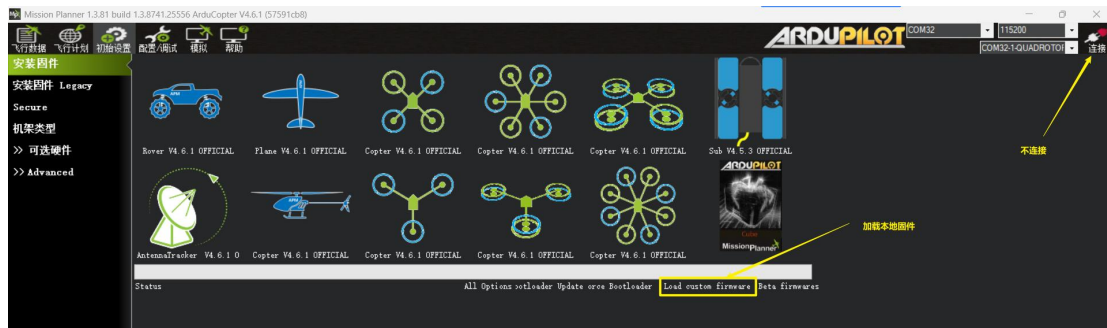 Mission Planner 1.3.81 build 1.3.8741.25556 ArduCopter V4.6.1 (57591cb8)
飞行数据 飞行计划 初始设置 配置/调试 模拟 帮助
ARDUPILOT
COM32 115200
COM32-1-QUADROTOF
连接
安装固件
安装固件 Legacy
Secure
机架类型
>> 可选硬件
>> Advanced
Rover V4.6.1 OFFICIAL Plane V4.6.1 OFFICIAL Copter V4.6.1 OFFICIAL Copter V4.6.1 OFFICIAL Copter V4.6.1 OFFICIAL Sub V4.5.3 OFFICIAL
不连接
ARDUPILOT
Cube
MissionPlanner
加载本地固件
AntennaTracker V4.6.1 O Copter V4.6.1 OFFICIAL Copter V4.6.1 OFFICIAL Copter V4.6.1 OFFICIAL Copter V4.6.1 OFFICIAL
Status
All Options ootloader Update orce Bootloader Load custom firmware Beta firmwares